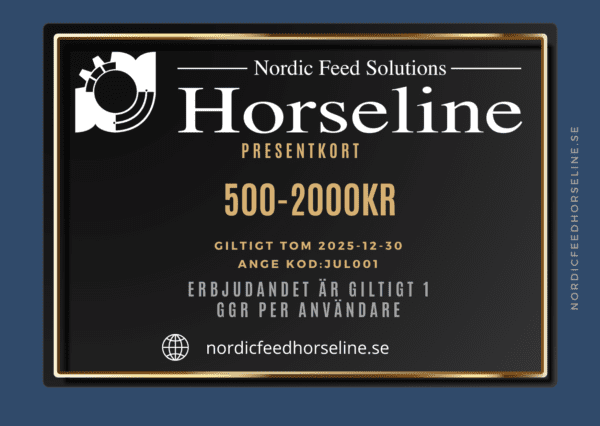 Nordic Feed Solutions
Horseline
PRESENTKORT
500-2000KR
GILTIGT TOM 2025-12-30
ANGE KOD:JUL001
ERBJUDANDET ÄR GILTIGT 1
GGR PER ANVÄNDARE
nordicfeedhorseline.se
NORDICFEEDHORSELINE.SE